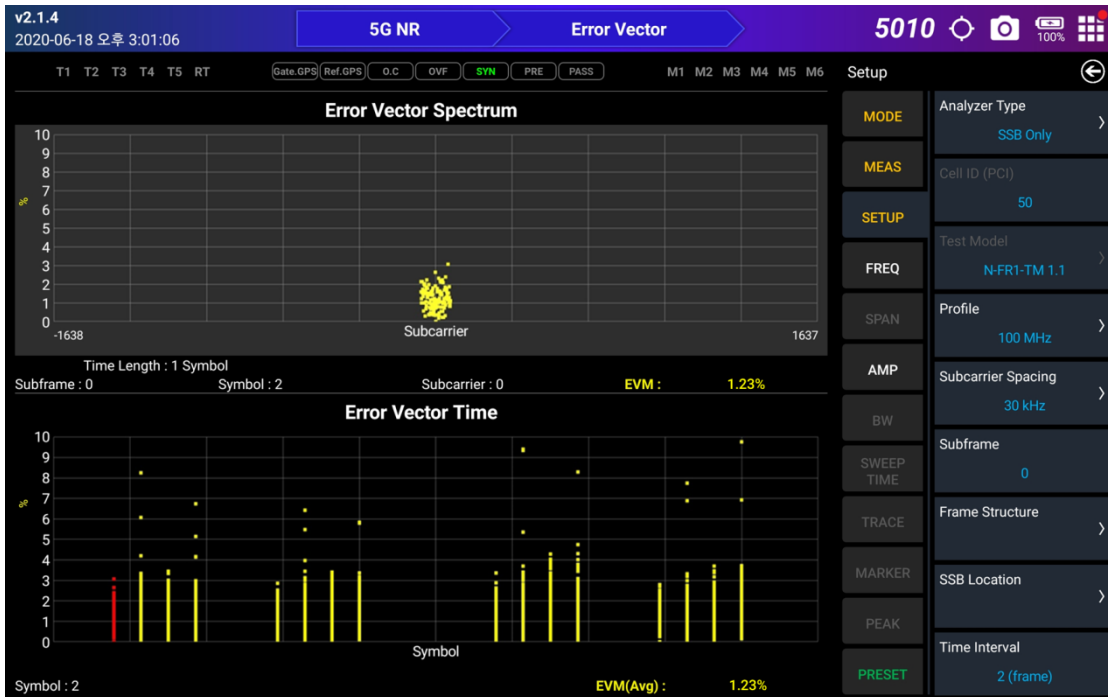 v2.1.4
2020-06-18 오후 3:01:06
5G NR
Error Vector
5010
100%
T1 T2 T3 T4 T5 RT
Gate.GPS Ref.GPS O.C OVF SYN PRE PASS
M1 M2 M3 M4 M5 M6
Error Vector Spectrum
10
9
8
7
6
5
4
3
2
1
0
%
-1638
Subcarrier
1637
Time Length : 1 Symbol
Subframe : 0
Symbol : 2
Subcarrier : 0
EVM : 1.23%
Error Vector Time
10
9
8
7
6
5
4
3
2
1
0
%
Symbol
Symbol : 2
EVM(Avg) : 1.23%
Setup
MODE
MEAS
SETUP
FREQ
SPAN
AMP
BW
SWEEP
TIME
TRACE
MARKER
PEAK
PRESET
Analyzer Type
SSB Only
Cell ID (PCI)
50
Test Model
N-FR1-TM 1.1
Profile
100 MHz
Subcarrier Spacing
30 kHz
Subframe
0
Frame Structure
SSB Location
Time Interval
2 (frame)